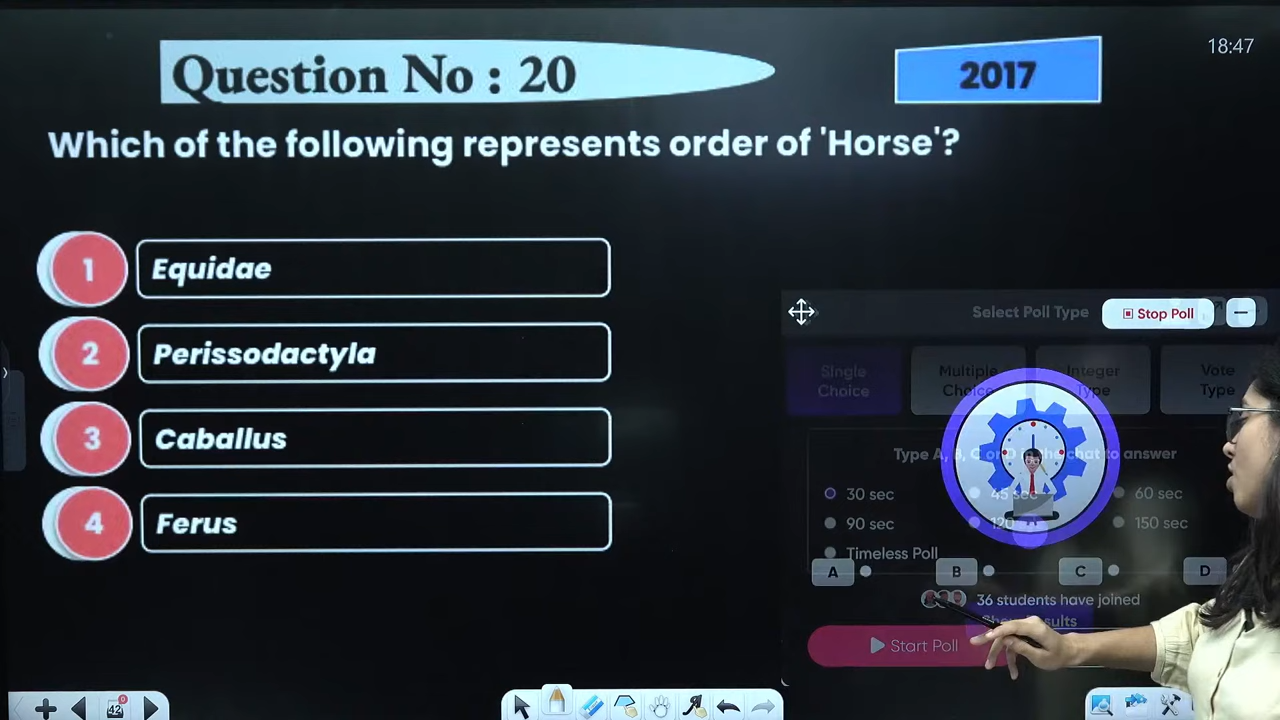 Question No : 20
2017
18:47
Which of the following represents order of 'Horse'?
1 Equidae
2 Perissodactyla
3 Caballus
4 Ferus
Select Poll Type
Stop Poll
Single Choice
Multiple Choice
Integer Type
Vote Type
Type A, B, C or D in the chat to answer
30 sec
45 sec
60 sec
90 sec
120
150 sec
Timeless Poll
A
B
C
D
36 students have joined
Start Poll
42
0